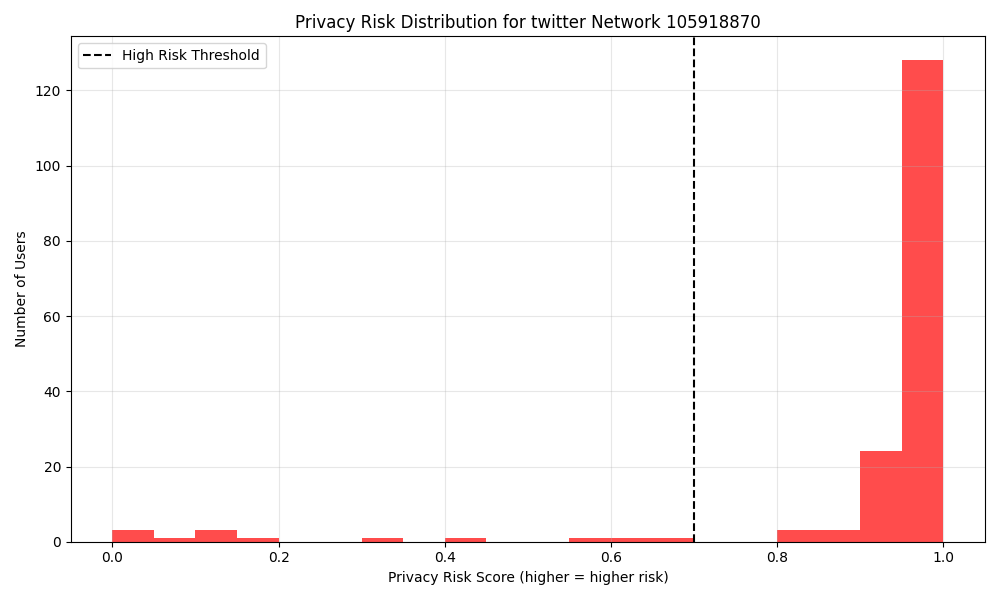 Privacy Risk Distribution for twitter Network 105918870
High Risk Threshold
120
100
80
60
40
20
0
Number of Users
0.0 0.2 0.4 0.6 0.8 1.0
Privacy Risk Score (higher = higher risk)